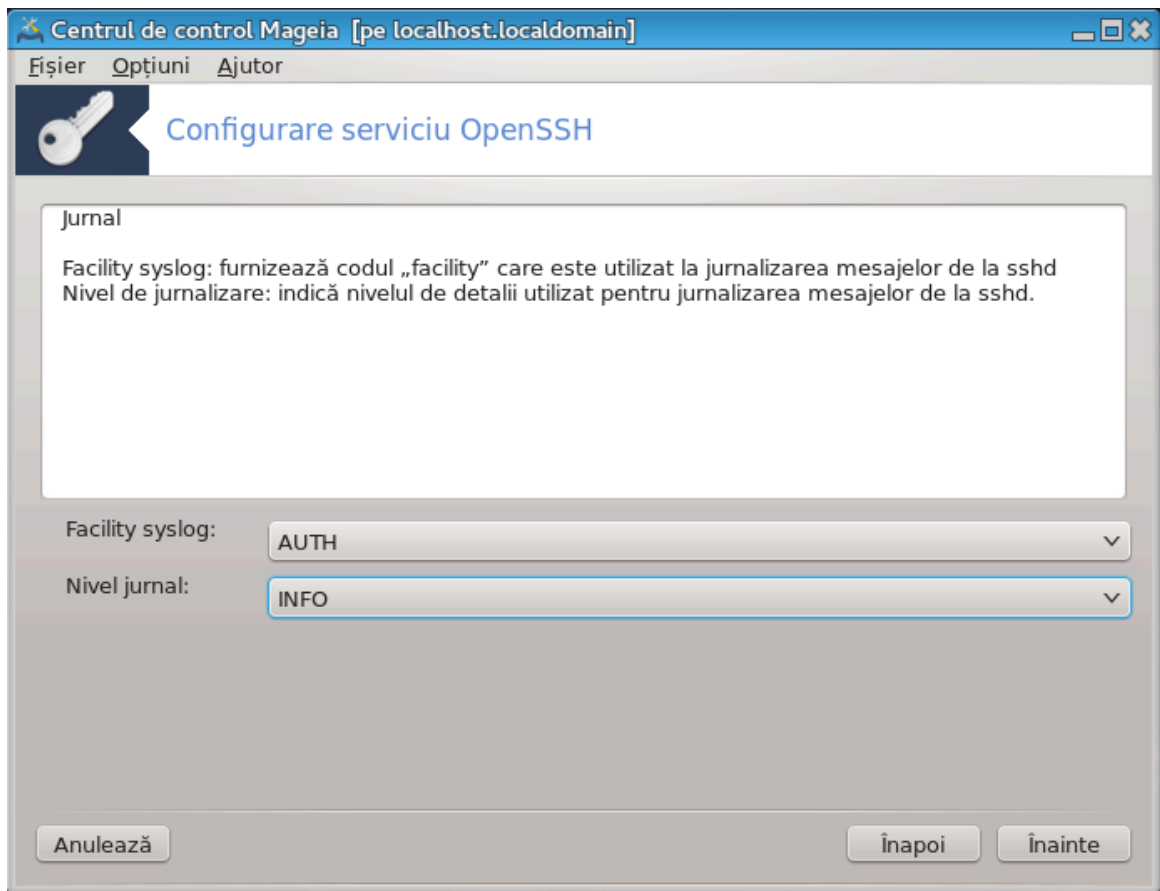 Centrul de control Mageia [pe localhost.localdomain]
Fișier Opțiuni Ajutor
Configurare serviciu OpenSSH
Jurnal
Facility syslog: furnizează codul „facility” care este utilizat la jurnalizarea mesajelor de la sshd
Nivel de jurnalizare: indică nivelul de detalii utilizat pentru jurnalizarea mesajelor de la sshd.
Facility syslog:
AUTH
Nivel jurnal:
INFO
Anulează Înapoi Înainte